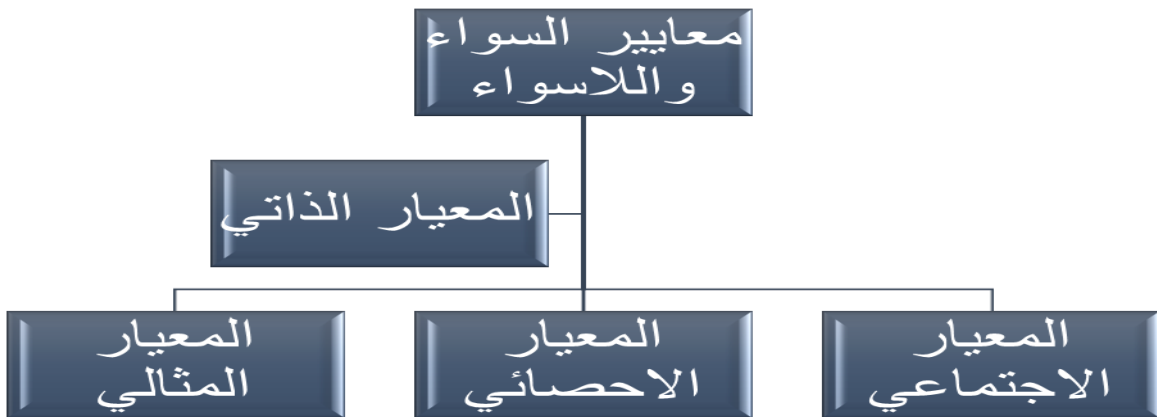 معايير السواء
واللاسواء
المعيار الذاتي
المعيار
الاجتماعي
المعيار
الاحصائي
المعيار
المثالي